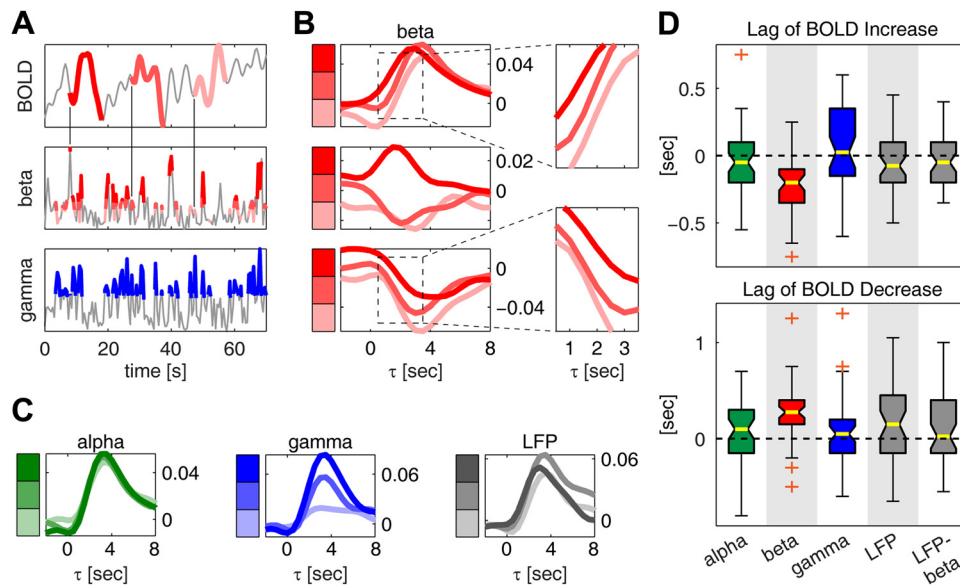 A
BOLD
beta
gamma
0 20 40 60
time [s]
B
beta
0.04
0
0.02
0
0
−0.04
0 4 8
τ [sec]
1 2 3
τ [sec]
C
alpha
0.04
0
0 4 8
τ [sec]
gamma
0.06
0
0 4 8
τ [sec]
LFP
0.06
0
0 4 8
τ [sec]
D
Lag of BOLD Increase
[sec]
0.5
0
−0.5
Lag of BOLD Decrease
[sec]
1
0
alpha
beta
gamma
LFP
LFP-
beta